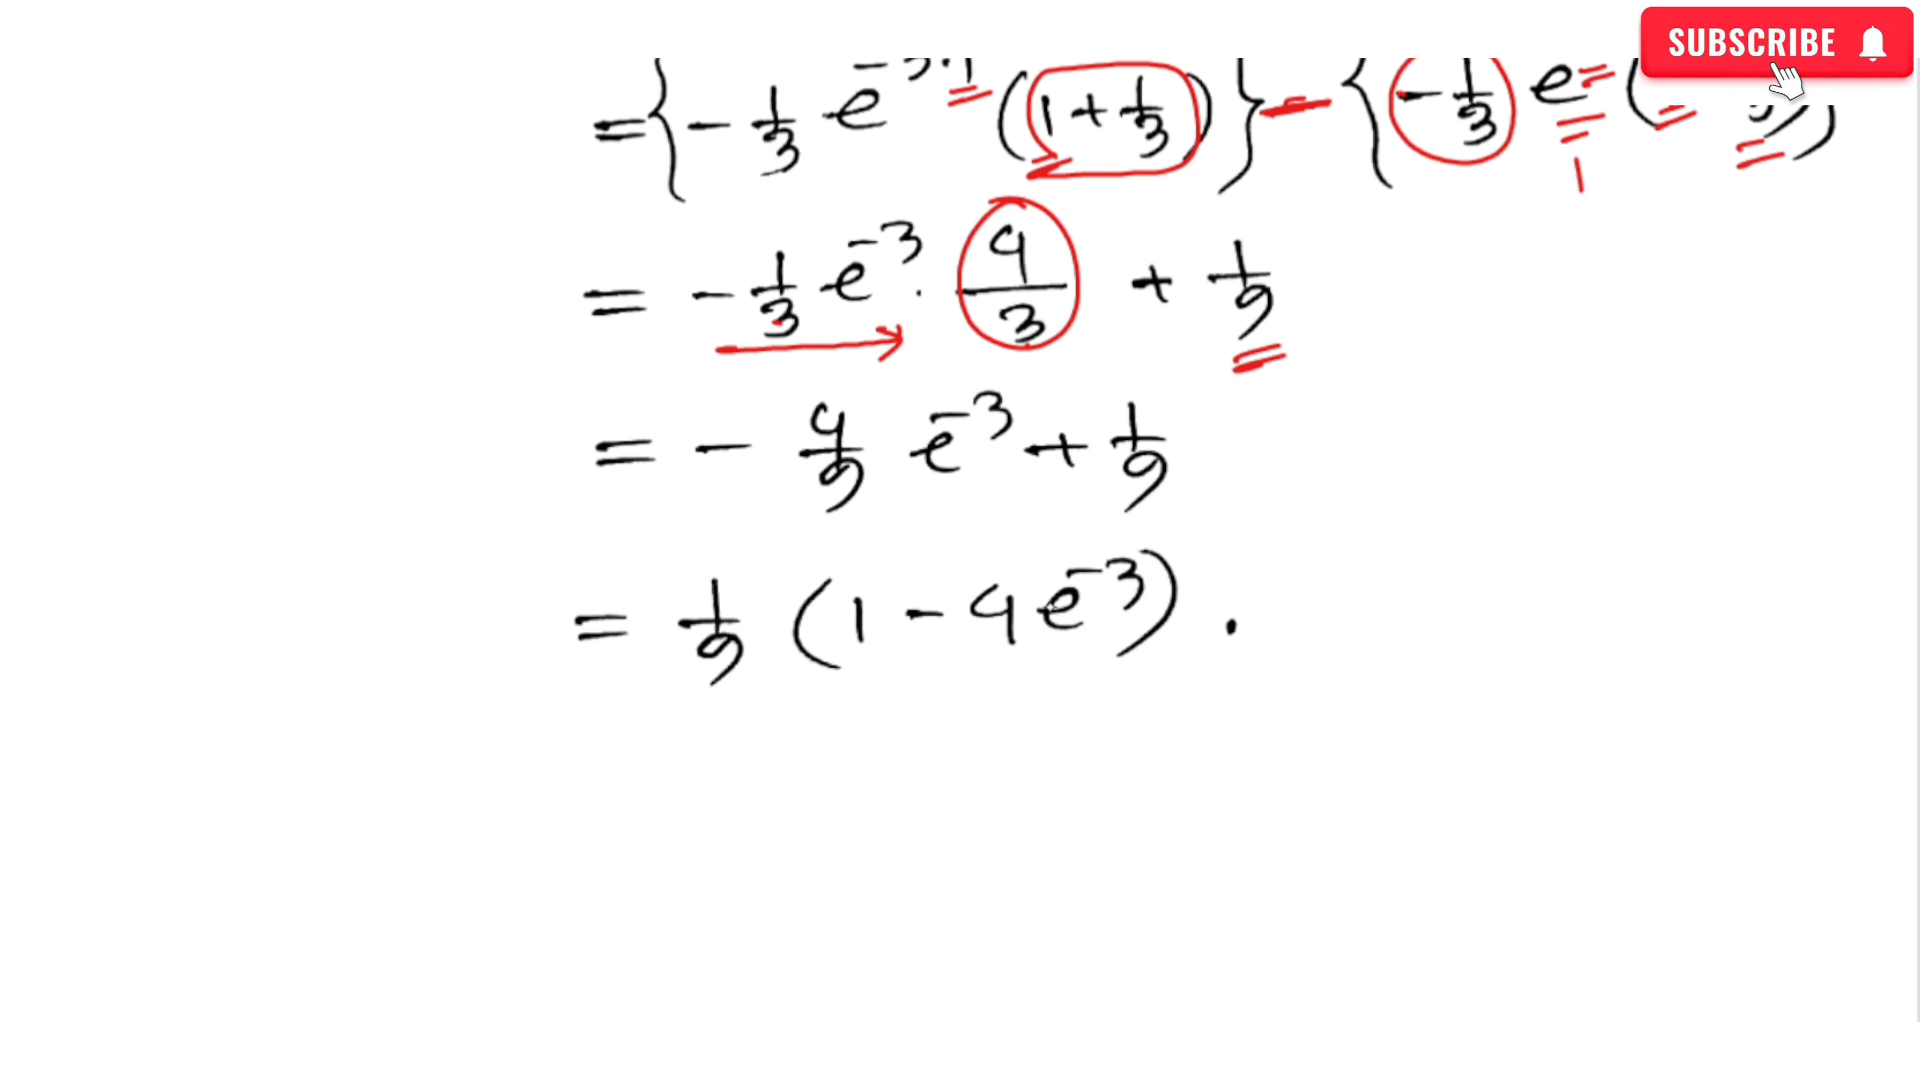 SUBSCRIBE
= { - 1/3 e^-3.1 (1 + 1/3) } - { - 1/3 e (
1
= - 1/3 e^-3 . 4/3 + 1/9
= - 4/9 e^-3 + 1/9
= 1/9 (1 - 4e^-3) .